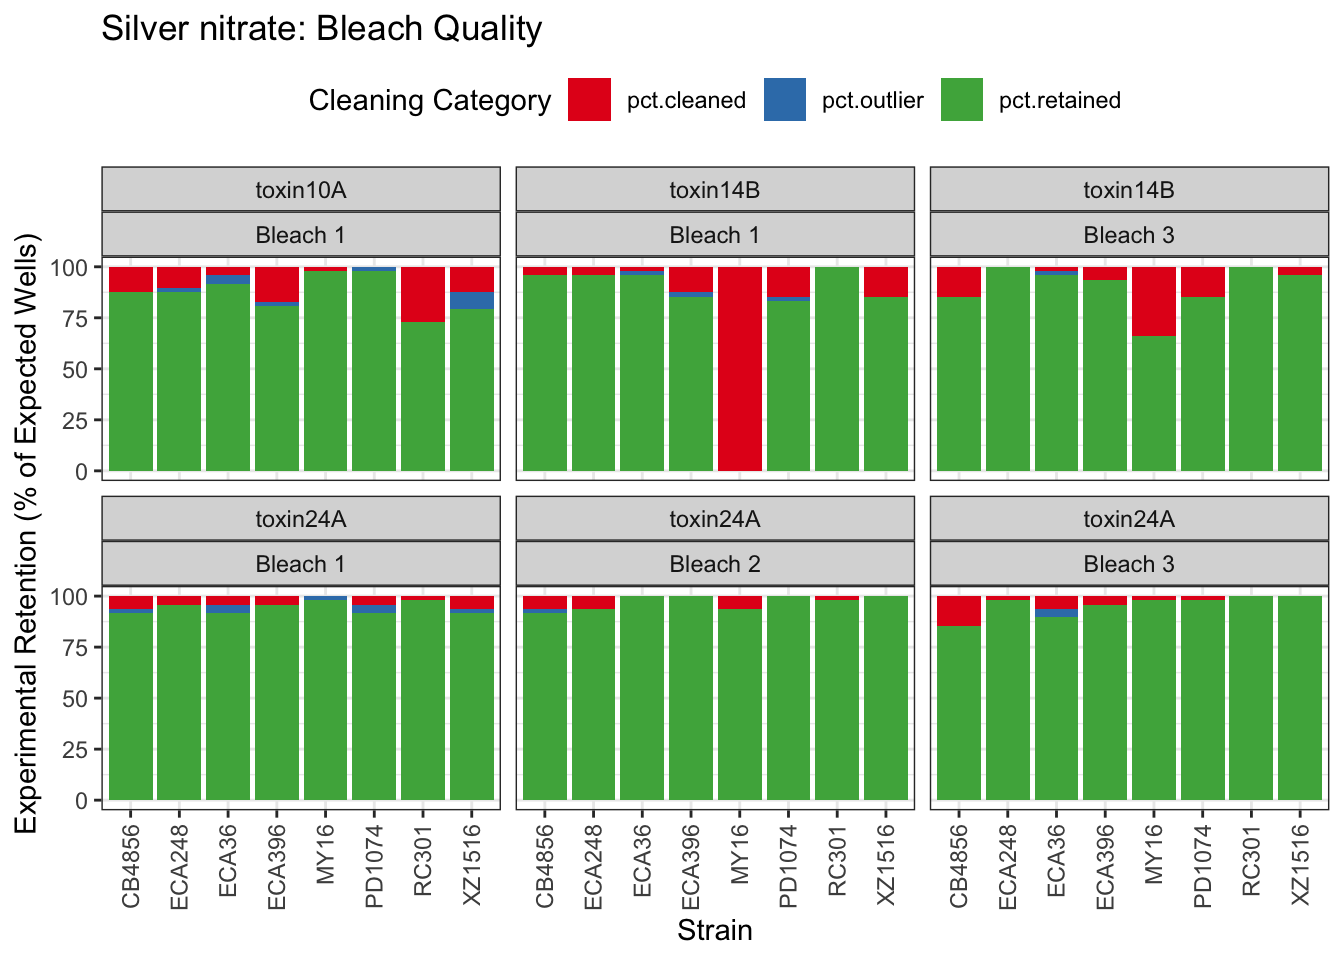 Silver nitrate: Bleach Quality
Cleaning Category pct.cleaned pct.outlier pct.retained
toxin10A toxin14B toxin14B
Bleach 1 Bleach 1 Bleach 3
100
75
50
25
0
toxin24A toxin24A toxin24A
Bleach 1 Bleach 2 Bleach 3
100
75
50
25
0
Experimental Retention (% of Expected Wells)
CB4856 ECA248 ECA36 ECA396 MY16 PD1074 RC301 XZ1516 CB4856 ECA248 ECA36 ECA396 MY16 PD1074 RC301 XZ1516 CB4856 ECA248 ECA36 ECA396 MY16 PD1074 RC301 XZ1516
Strain